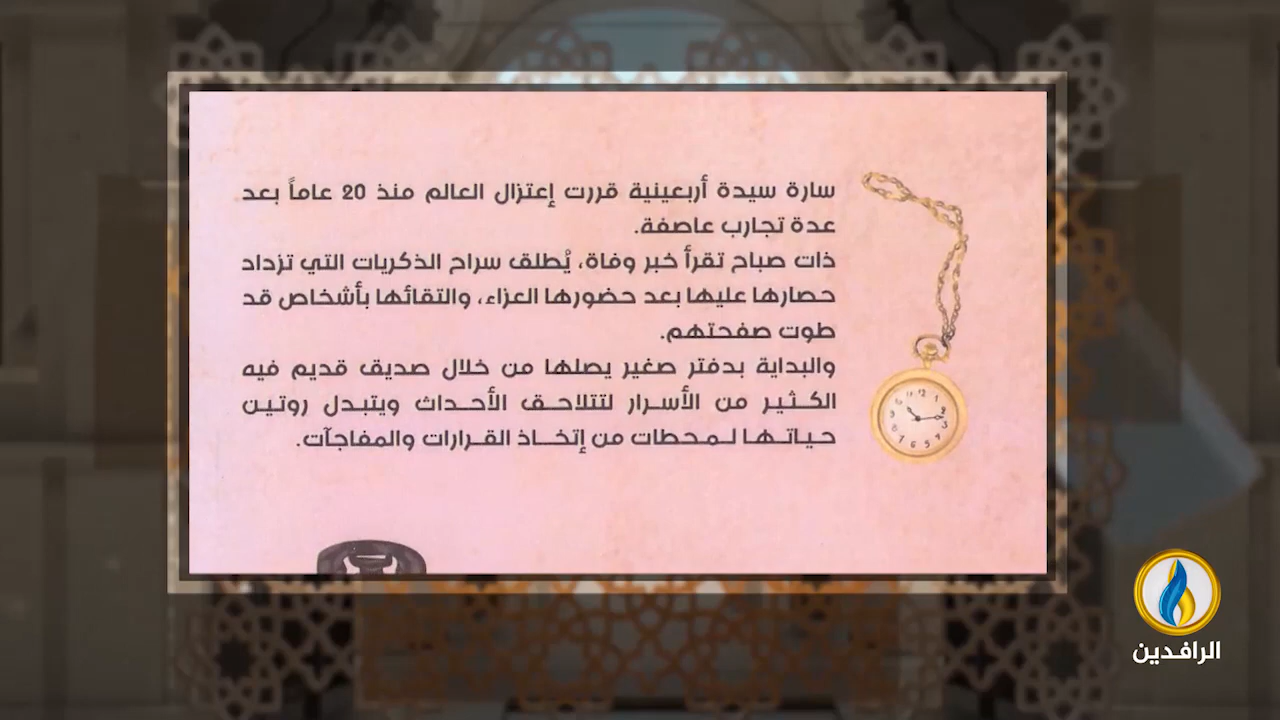 سارة سيدة أربعينية قررت إعتزال العالم منذ 20 عاماً بعد
عدة تجارب عاصفة.
ذات صباح تقرأ خبر وفاة، يُطلق سراح الذكريات التي تزداد
حصارها عليها بعد حضورها العزاء، والتقائها بأشخاص قد
طوت صفحتهم.
والبداية بدفتر صغير يصلها من خلال صديق قديم فيه
الكثير من الأسرار لتتلاحق الأحداث ويتبدل روتين
حياتها لمحطات من إتخاذ القرارات والمفاجآت.
الرافدين